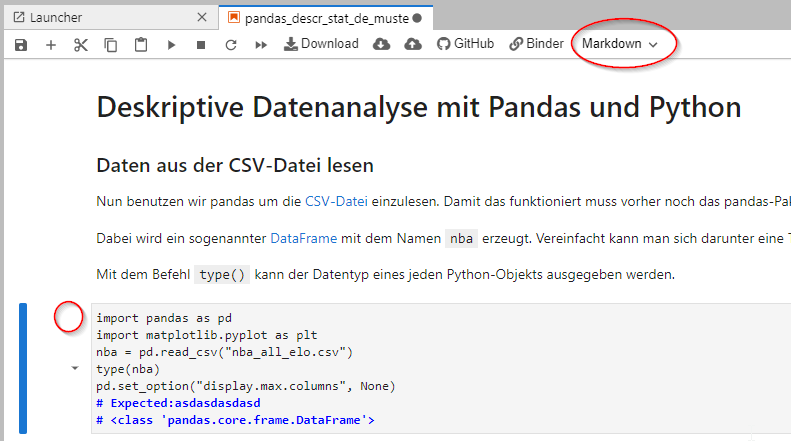 Launcher
pandas_descr_stat_de_muste
Download GitHub Binder Markdown
Deskriptive Datenanalyse mit Pandas und Python
Daten aus der CSV-Datei lesen
Nun benutzen wir pandas um die CSV-Datei einzulesen. Damit das funktioniert muss vorher noch das pandas-Pak
Dabei wird ein sogenannter DataFrame mit dem Namen nba erzeugt. Vereinfacht kann man sich darunter eine T
Mit dem Befehl type() kann der Datentyp eines jeden Python-Objekts ausgegeben werden.
import pandas as pd
import matplotlib.pyplot as plt
nba = pd.read_csv("nba_all_elo.csv")
type(nba)
pd.set_option("display.max.columns", None)
# Expected:asdasdasdasd
# <class 'pandas.core.frame.DataFrame'>